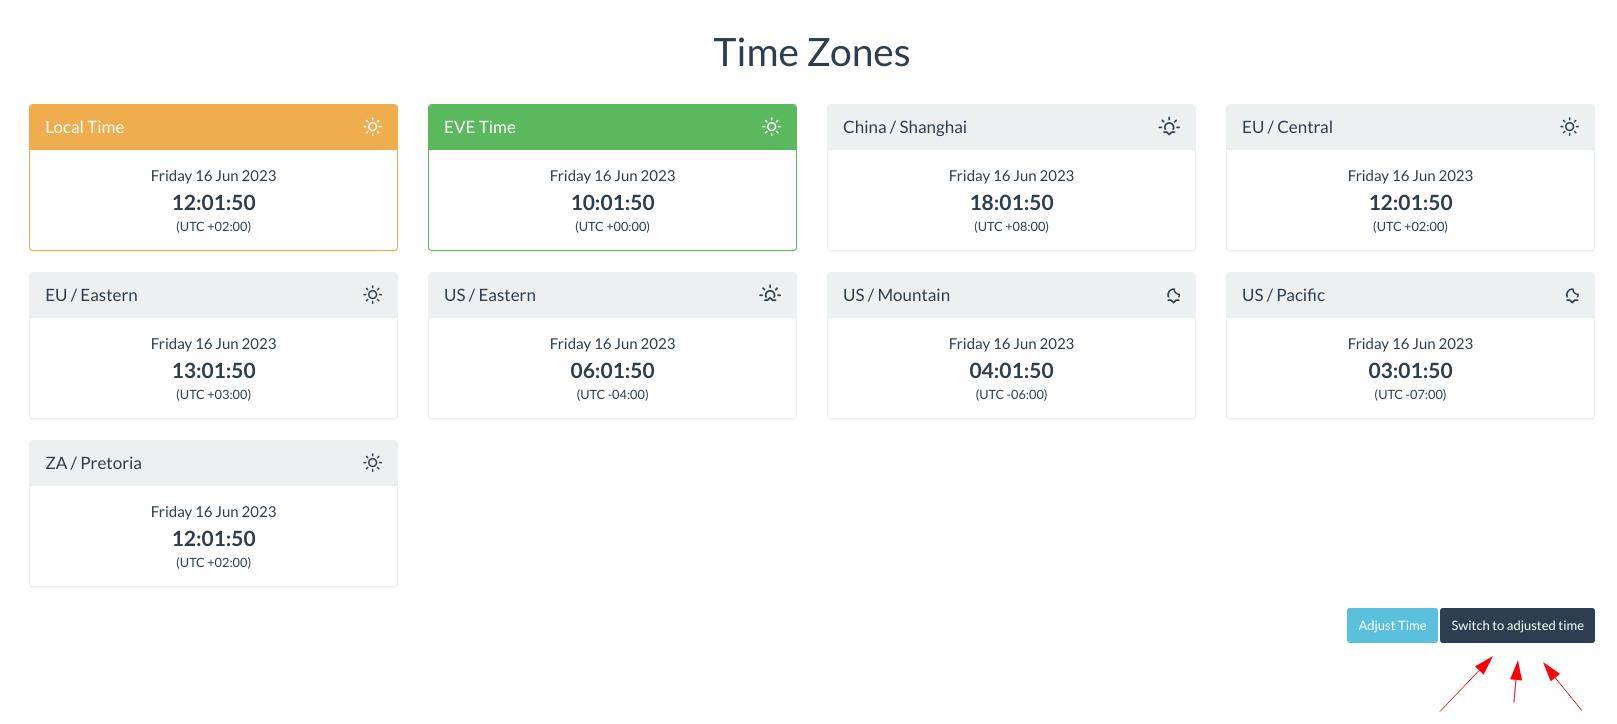 Time Zones
Local Time
Friday 16 Jun 2023
12:01:50
(UTC +02:00)
EVE Time
Friday 16 Jun 2023
10:01:50
(UTC +00:00)
China / Shanghai
Friday 16 Jun 2023
18:01:50
(UTC +08:00)
EU / Central
Friday 16 Jun 2023
12:01:50
(UTC +02:00)
EU / Eastern
Friday 16 Jun 2023
13:01:50
(UTC +03:00)
US / Eastern
Friday 16 Jun 2023
06:01:50
(UTC -04:00)
US / Mountain
Friday 16 Jun 2023
04:01:50
(UTC -06:00)
US / Pacific
Friday 16 Jun 2023
03:01:50
(UTC -07:00)
ZA / Pretoria
Friday 16 Jun 2023
12:01:50
(UTC +02:00)
Adjust Time
Switch to adjusted time